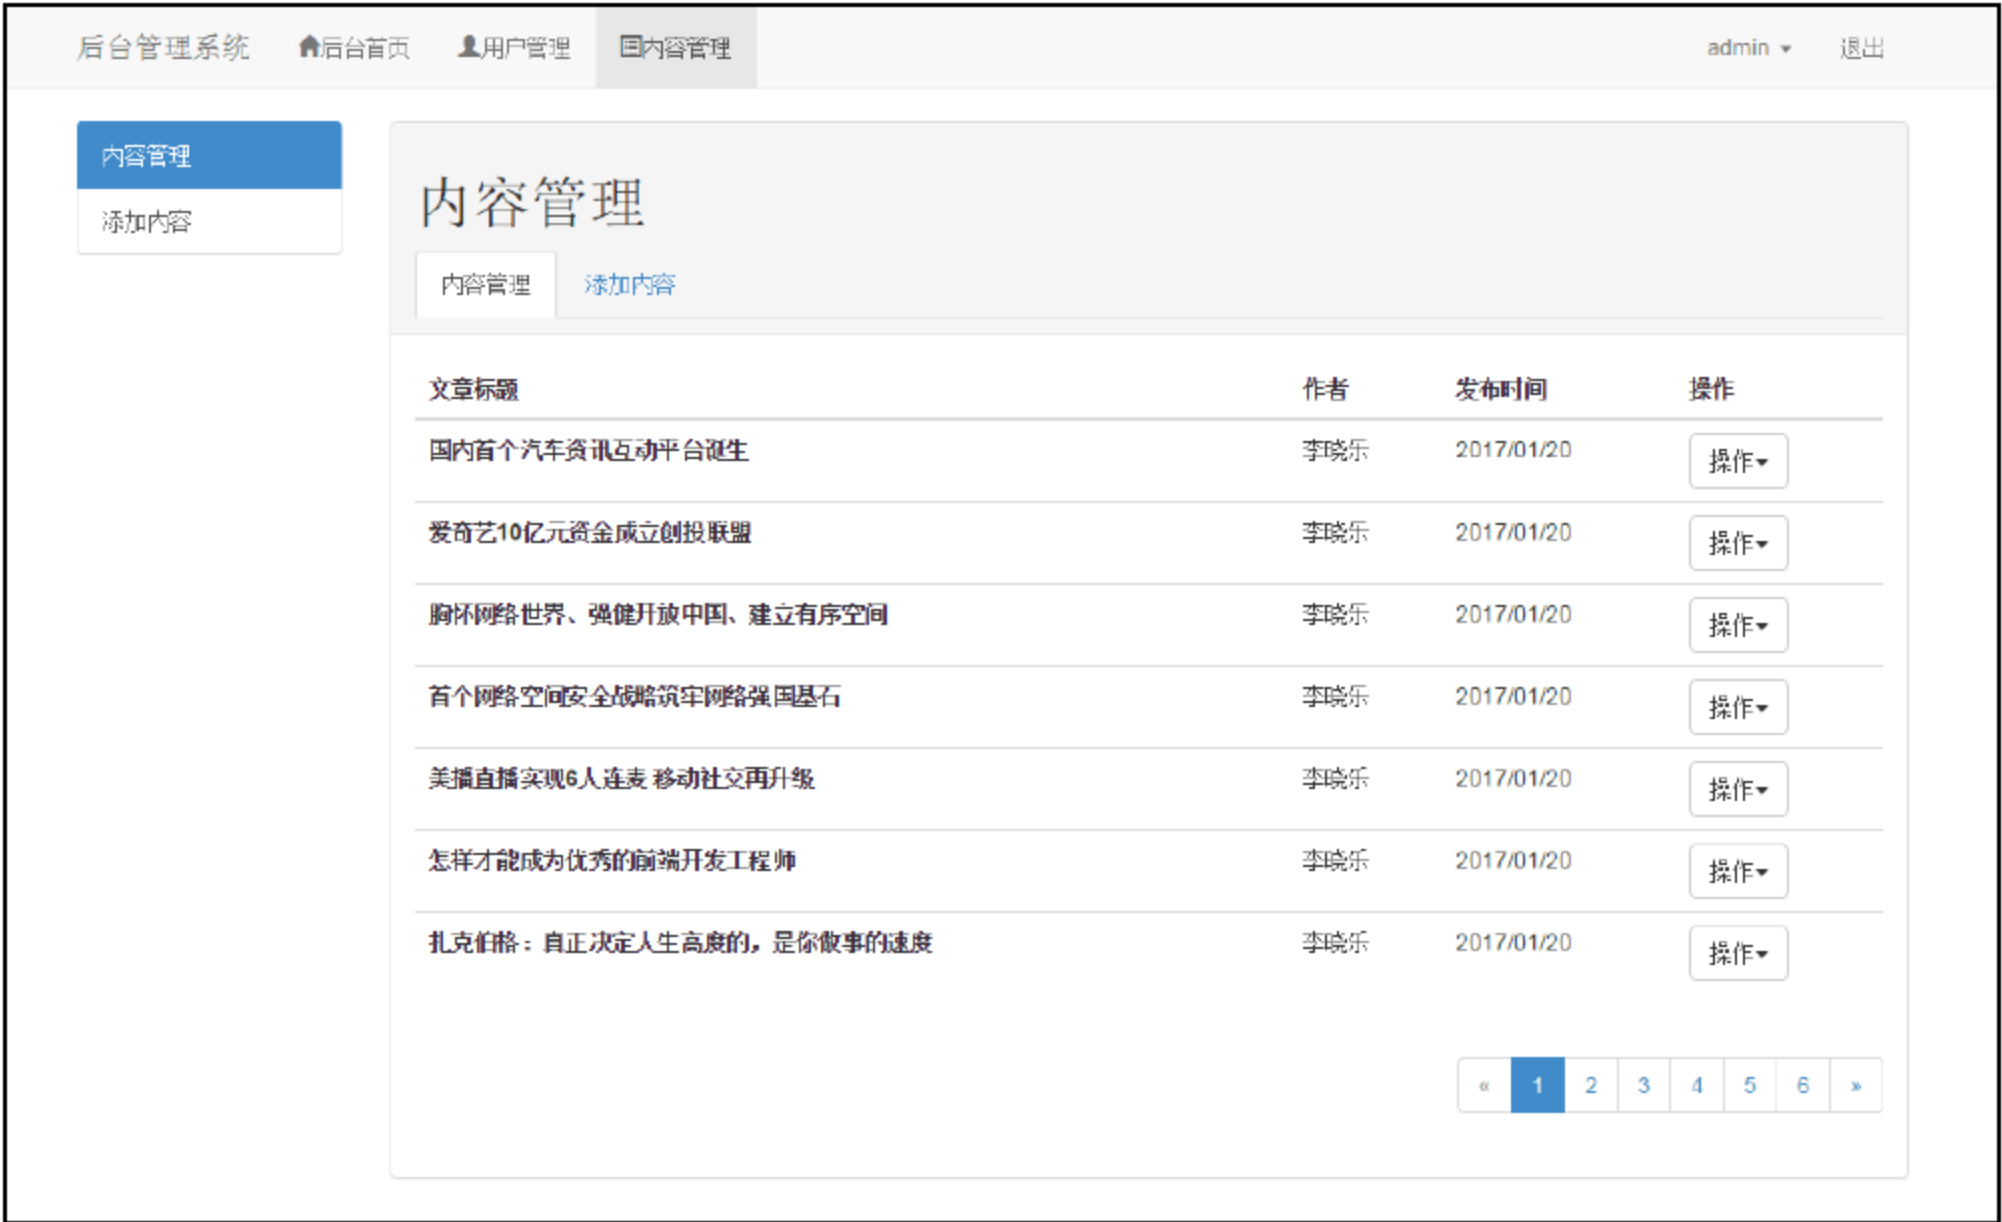 后台管理系统 后台首页 用户管理 内容管理 admin 退出
内容管理
添加内容
内容管理
内容管理 添加内容
文章标题 作者 发布时间 操作
国内首个汽车资讯互动平台诞生 李晓乐 2017/01/20 操作
爱奇艺10亿元资金成立创投联盟 李晓乐 2017/01/20 操作
胸怀网络世界、强健开放中国、建立有序空间 李晓乐 2017/01/20 操作
首个网络空间安全战略筑牢网络强国基石 李晓乐 2017/01/20 操作
美播直播实现6人连麦 移动社交再升级 李晓乐 2017/01/20 操作
怎样才能成为优秀的前端开发工程师 李晓乐 2017/01/20 操作
扎克伯格：真正决定人生高度的，是你做事的速度 李晓乐 2017/01/20 操作
« 1 2 3 4 5 6 »